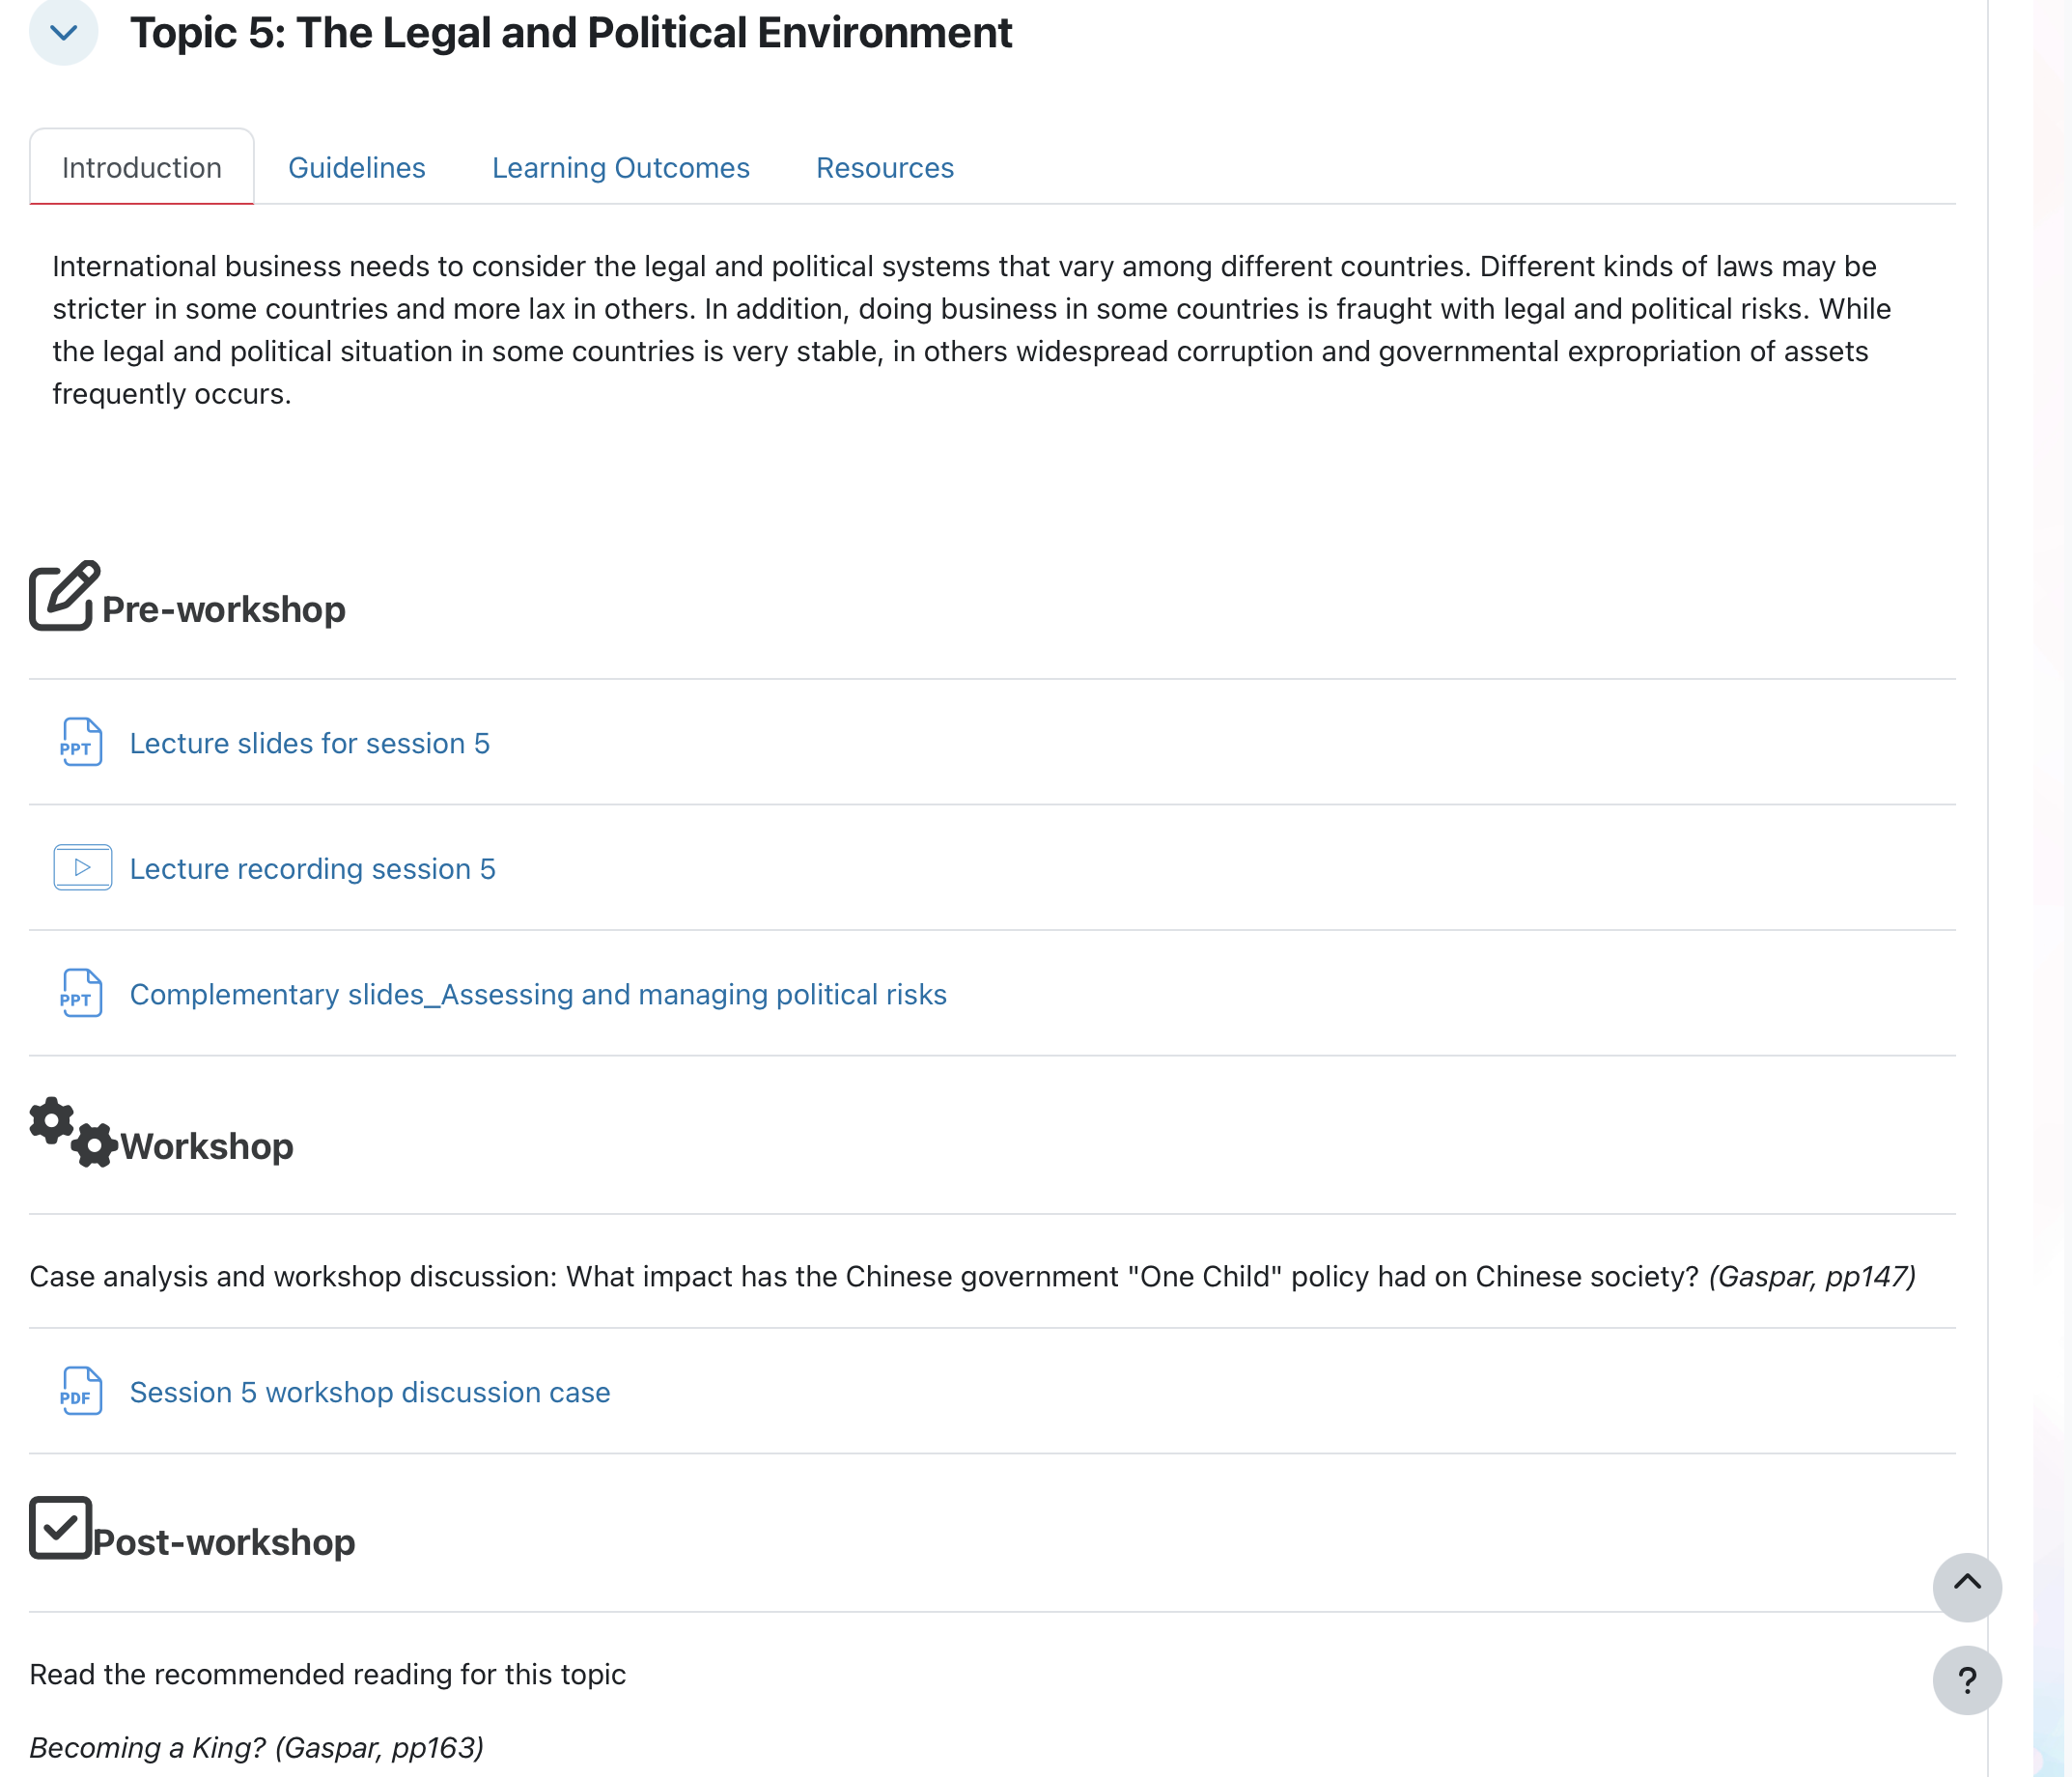 Topic 5: The Legal and Political Environment
Introduction
Guidelines
Learning Outcomes
Resources
International business needs to consider the legal and political systems that vary among different countries. Different kinds of laws may be
stricter in some countries and more lax in others. In addition, doing business in some countries is fraught with legal and political risks. While
the legal and political situation in some countries is very stable, in others widespread corruption and governmental expropriation of assets
frequently occurs.
Pre-workshop
PPT
Lecture slides for session 5
Lecture recording session 5
PPT
Complementary slides_Assessing and managing political risks
Workshop
Case analysis and workshop discussion: What impact has the Chinese government "One Child" policy had on Chinese society? (Gaspar, pp147)
PDF
Session 5 workshop discussion case
Post-workshop
Read the recommended reading for this topic
?
Becoming a King? (Gaspar, pp163)